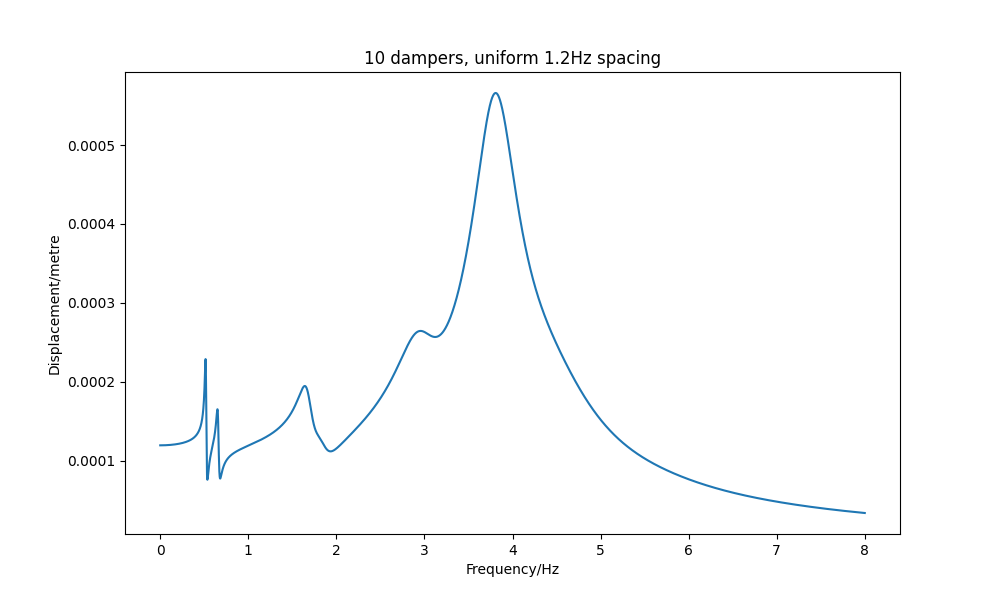 10 dampers, uniform 1.2Hz spacing
Displacement/metre
0.0005
0.0004
0.0003
0.0002
0.0001
0 1 2 3 4 5 6 7 8
Frequency/Hz